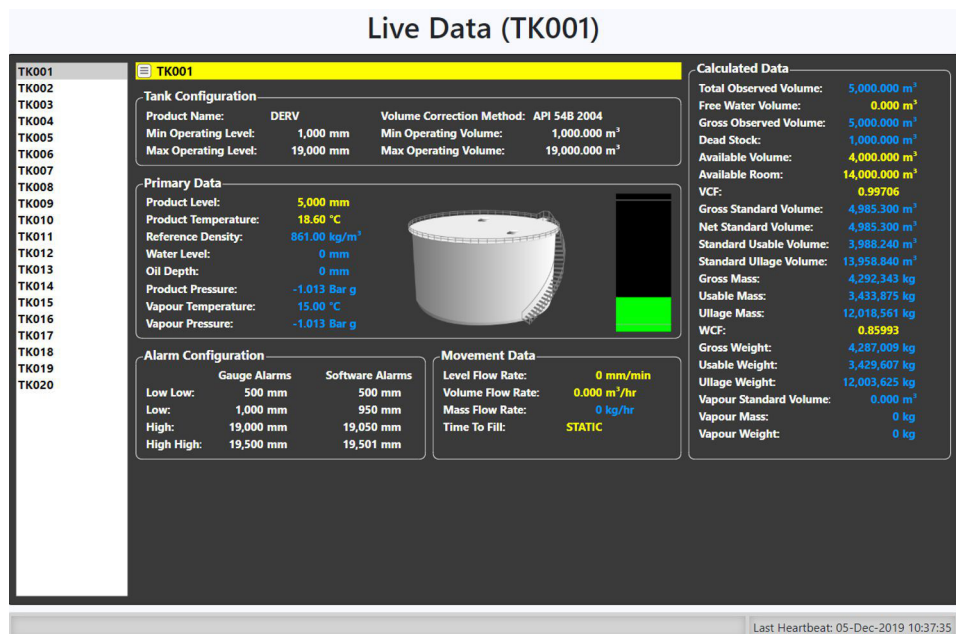 Live Data (TK001)
TK001
TK002
TK003
TK004
TK005
TK006
TK007
TK008
TK009
TK010
TK011
TK012
TK013
TK014
TK015
TK016
TK017
TK018
TK019
TK020
TK001
Tank Configuration
Product Name: DERV Volume Correction Method: API 54B 2004
Min Operating Level: 1,000 mm Min Operating Volume: 1,000.000 m³
Max Operating Level: 19,000 mm Max Operating Volume: 19,000.000 m³
Primary Data
Product Level: 5,000 mm
Product Temperature: 18.60 °C
Reference Density: 861.00 kg/m³
Water Level: 0 mm
Oil Depth: 0 mm
Product Pressure: -1.013 Bar g
Vapour Temperature: 15.00 °C
Vapour Pressure: -1.013 Bar g
Alarm Configuration
Gauge Alarms Software Alarms
Low Low: 500 mm 500 mm
Low: 1,000 mm 950 mm
High: 19,000 mm 19,050 mm
High High: 19,500 mm 19,501 mm
Movement Data
Level Flow Rate: 0 mm/min
Volume Flow Rate: 0.000 m³/hr
Mass Flow Rate: 0 kg/hr
Time To Fill: STATIC
Calculated Data
Total Observed Volume: 5,000.000 m³
Free Water Volume: 0.000 m³
Gross Observed Volume: 5,000.000 m³
Dead Stock: 1,000.000 m³
Available Volume: 4,000.000 m³
Available Room: 14,000.000 m³
VCF: 0.99706
Gross Standard Volume: 4,985.300 m³
Net Standard Volume: 4,985.300 m³
Standard Usable Volume: 3,988.240 m³
Standard Ullage Volume: 13,958.840 m³
Gross Mass: 4,292,343 kg
Usable Mass: 3,433,875 kg
Ullage Mass: 12,018,561 kg
WCF: 0.85993
Gross Weight: 4,287,009 kg
Usable Weight: 3,429,607 kg
Ullage Weight: 12,003,625 kg
Vapour Standard Volume: 0.000 m³
Vapour Mass: 0 kg
Vapour Weight: 0 kg
Last Heartbeat: 05-Dec-2019 10:37:35